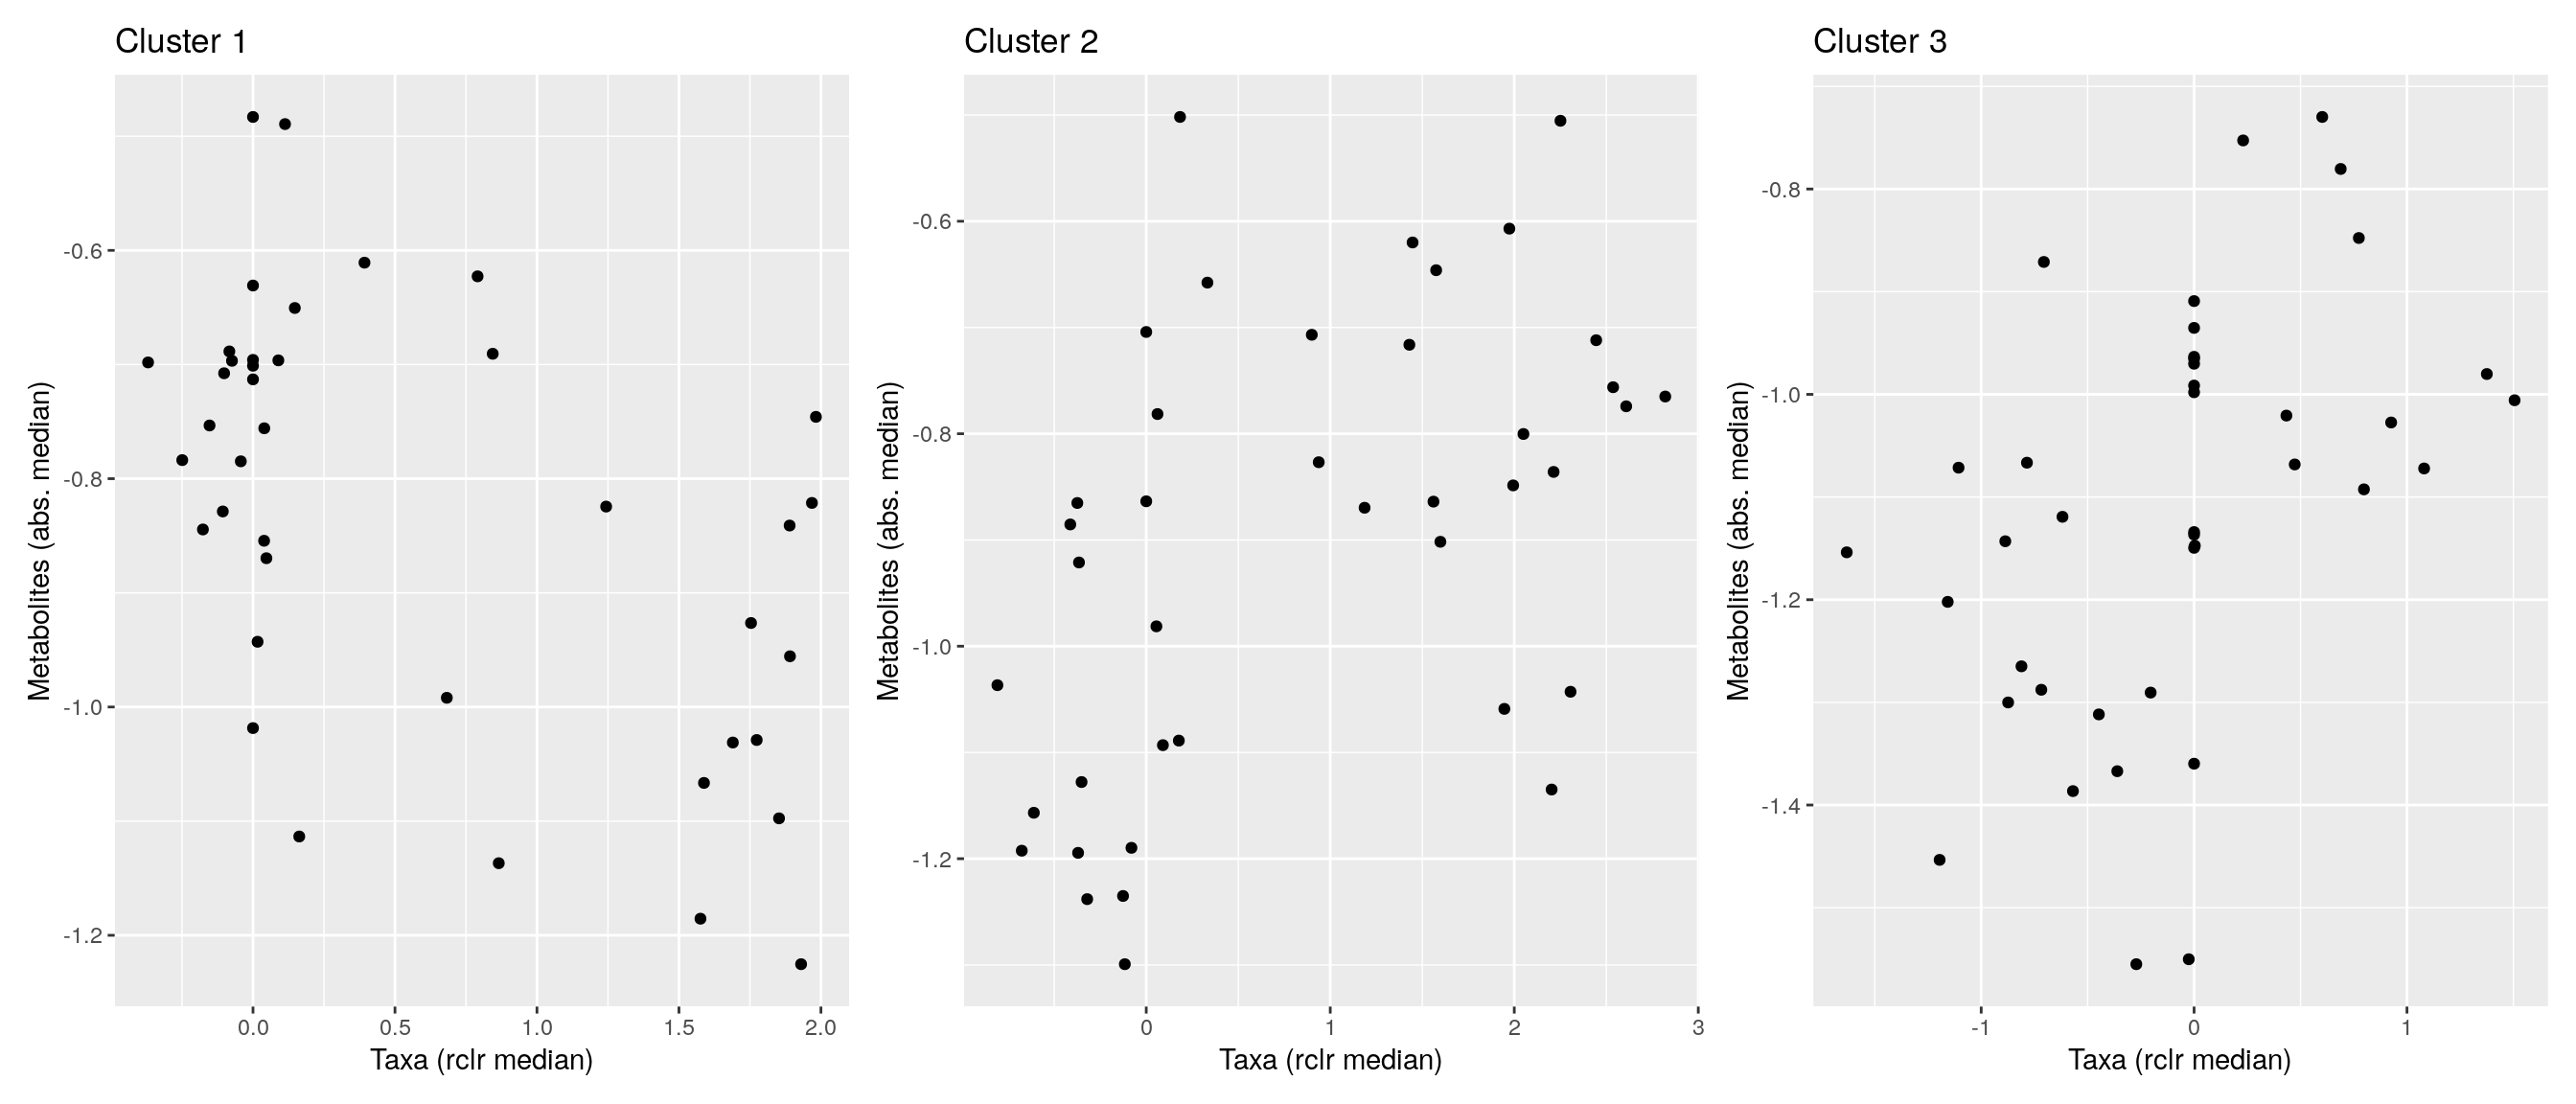 Cluster 1
Metabolites (abs. median)
-0.6
-0.8
-1.0
-1.2
0.0 0.5 1.0 1.5 2.0
Taxa (rclr median)
Cluster 2
Metabolites (abs. median)
-0.6
-0.8
-1.0
-1.2
0 1 2 3
Taxa (rclr median)
Cluster 3
Metabolites (abs. median)
-0.8
-1.0
-1.2
-1.4
-1 0 1
Taxa (rclr median)